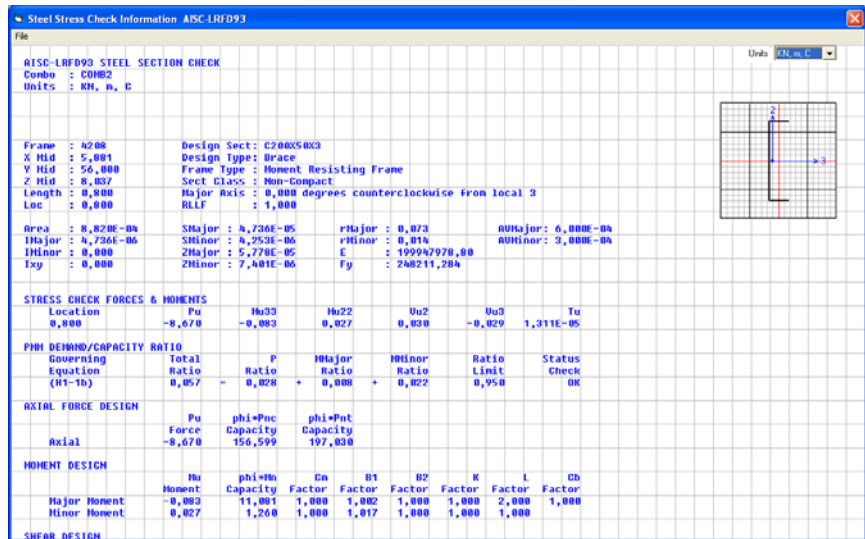 Steel Stress Check Information AISC-LRFD93
File
Units KN, m, C
AISC-LRFD93 STEEL SECTION CHECK
Combo : COMB2
Units : KN, m, C
2
3
Frame : 4208 Design Sect: C200X50X3
X Mid : 5,881 Design Type: Brace
Y Mid : 56,000 Frame Type : Moment Resisting Frame
Z Mid : 8,037 Sect Class : Non-Compact
Length : 0,800 Major Axis : 0,000 degrees counterclockwise from local 3
Loc : 0,800 RLLF : 1,000
Area : 8,820E-04 SMajor : 4,736E-05 rMajor : 0,073 AVMajor: 6,000E-04
IMajor : 4,736E-06 SMinor : 4,253E-06 rMinor : 0,014 AVMinor: 3,000E-04
IMinor : 0,000 ZMajor : 5,778E-05 E : 199947978,80
Ixy : 0,000 ZMinor : 7,401E-06 Fy : 248211,284
STRESS CHECK FORCES & MOMENTS
Location Pu Mu33 Mu22 Vu2 Vu3 Tu
0,800 -8,670 -0,083 0,027 0,030 -0,029 1,311E-05
PMM DEMAND/CAPACITY RATIO
Governing Total P MMajor MMinor Ratio Status
Equation Ratio Ratio Ratio Ratio Limit Check
(H1-1b) 0,057 = 0,028 + 0,008 + 0,022 0,950 OK
AXIAL FORCE DESIGN
Pu phi*Pnc phi*Pnt
Force Capacity Capacity
Axial -8,670 156,599 197,030
MOMENT DESIGN
Mu phi*Mn Cm B1 B2 K L Cb
Moment Capacity Factor Factor Factor Factor Factor Factor
Major Moment -0,083 11,081 1,000 1,002 1,000 1,000 2,000 1,000
Minor Moment 0,027 1,260 1,000 1,017 1,000 1,000 1,000
SHEAR DESIGN